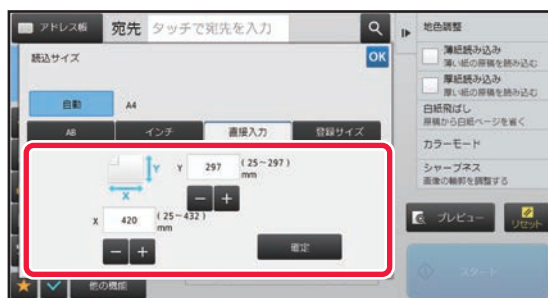 アドレス帳 宛先 タッチで宛先を入力
読込サイズ OK
自動 A4
AB インチ 直接入力 登録サイズ
Y
X
Y 297 (25~297) mm
X 420 (25~432) mm
確定
他の機能
地色調整
薄紙読み込み
薄い紙の原稿を読み込む
厚紙読み込み
厚い紙の原稿を読み込む
白紙飛ばし
原稿から白紙ページを省く
カラーモード
シャープネス
画像の輪郭を調整する
プレビュー リセット
スタート